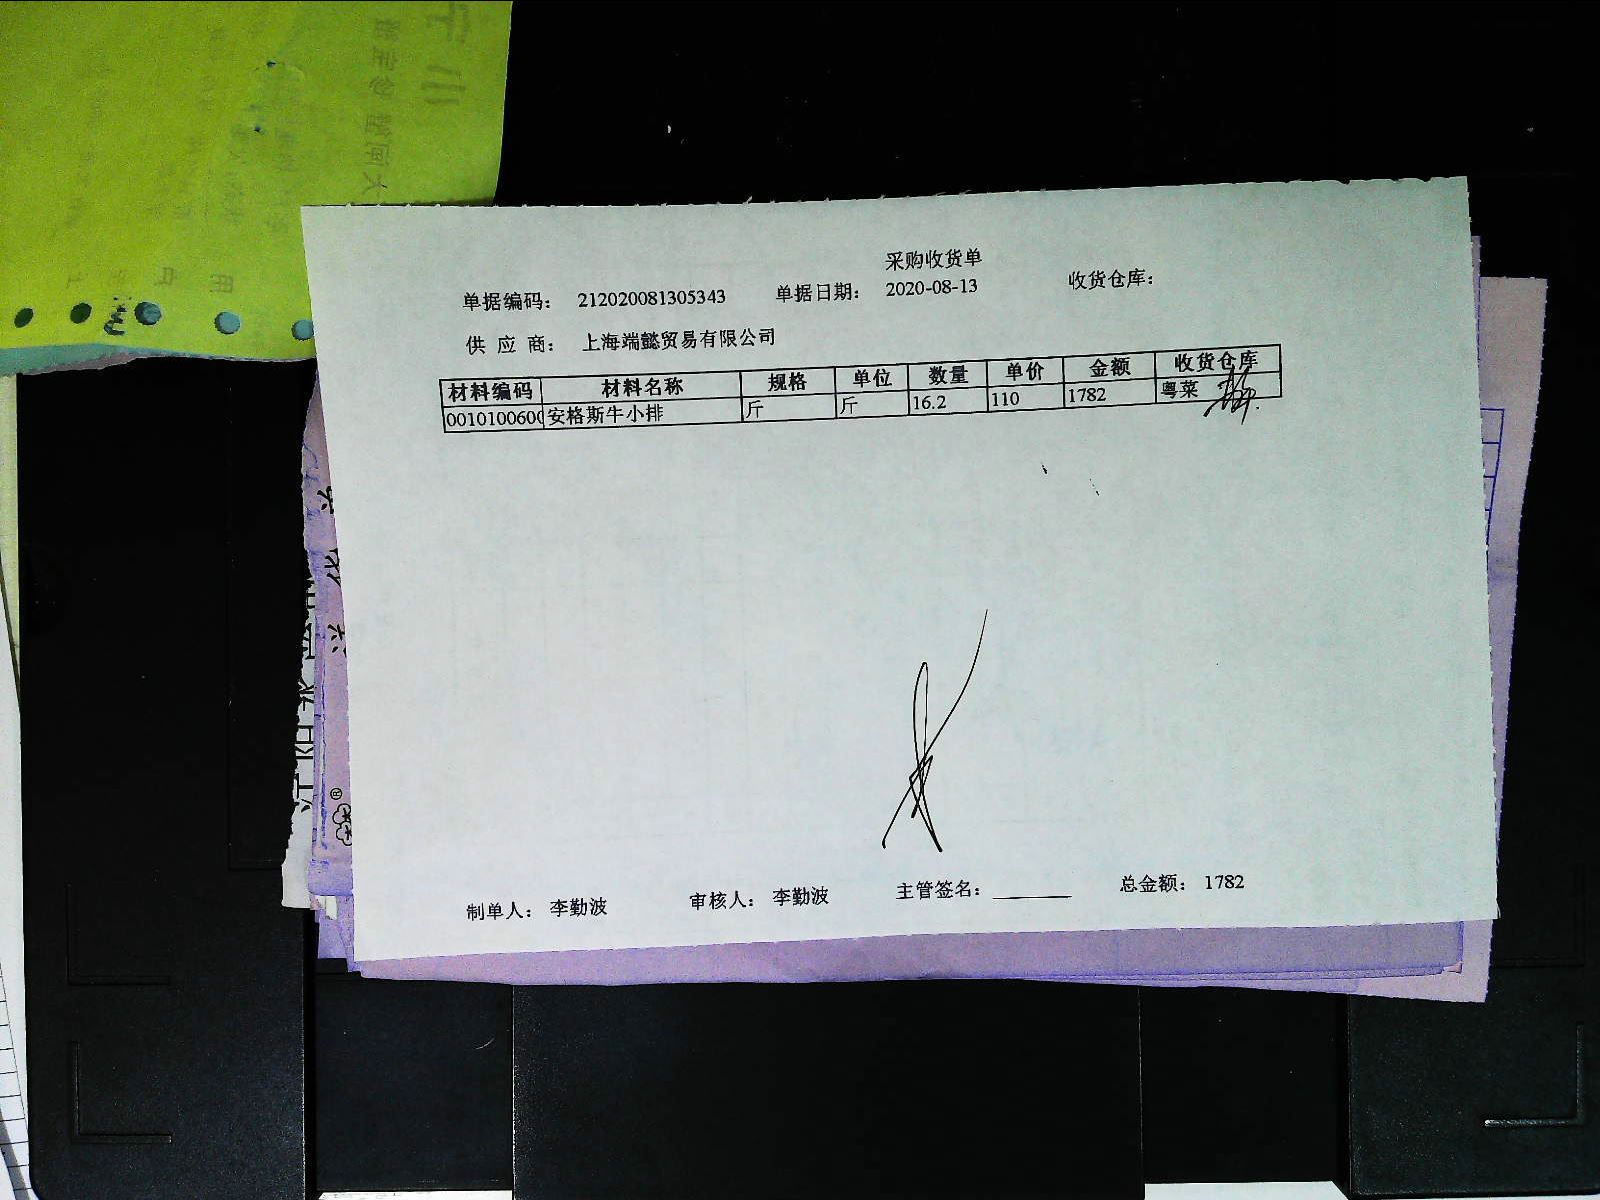 采购收货单
单据编码： 212020081305343 单据日期： 2020-08-13 收货仓库：
供 应 商： 上海端懿贸易有限公司
材料编码 材料名称 规格 单位 数量 单价 金额 收货仓库
0010100600 安格斯牛小排 斤 斤 16.2 110 1782 粤菜
制单人： 李勤波 审核人： 李勤波 主管签名： 总金额： 1782